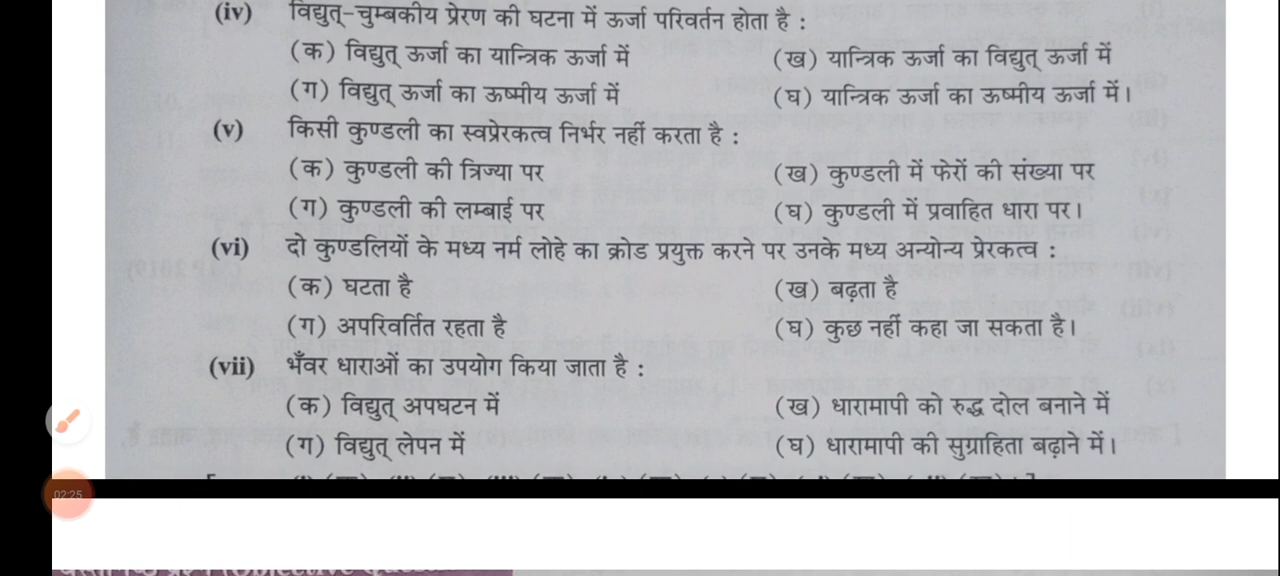 (iv) विद्युत्-चुम्बकीय प्रेरण की घटना में ऊर्जा परिवर्तन होता है :
(क) विद्युत् ऊर्जा का यान्त्रिक ऊर्जा में (ख) यान्त्रिक ऊर्जा का विद्युत् ऊर्जा में
(ग) विद्युत् ऊर्जा का ऊष्मीय ऊर्जा में (घ) यान्त्रिक ऊर्जा का ऊष्मीय ऊर्जा में।
(v) किसी कुण्डली का स्वप्रेरकत्व निर्भर नहीं करता है :
(क) कुण्डली की त्रिज्या पर (ख) कुण्डली में फेरों की संख्या पर
(ग) कुण्डली की लम्बाई पर (घ) कुण्डली में प्रवाहित धारा पर।
(vi) दो कुण्डलियों के मध्य नर्म लोहे का क्रोड प्रयुक्त करने पर उनके मध्य अन्योन्य प्रेरकत्व :
(क) घटता है (ख) बढ़ता है
(ग) अपरिवर्तित रहता है (घ) कुछ नहीं कहा जा सकता है।
(vii) भँवर धाराओं का उपयोग किया जाता है :
(क) विद्युत् अपघटन में (ख) धारामापी को रुद्ध दोल बनाने में
(ग) विद्युत् लेपन में (घ) धारामापी की सुग्राहिता बढ़ाने में।
02:25